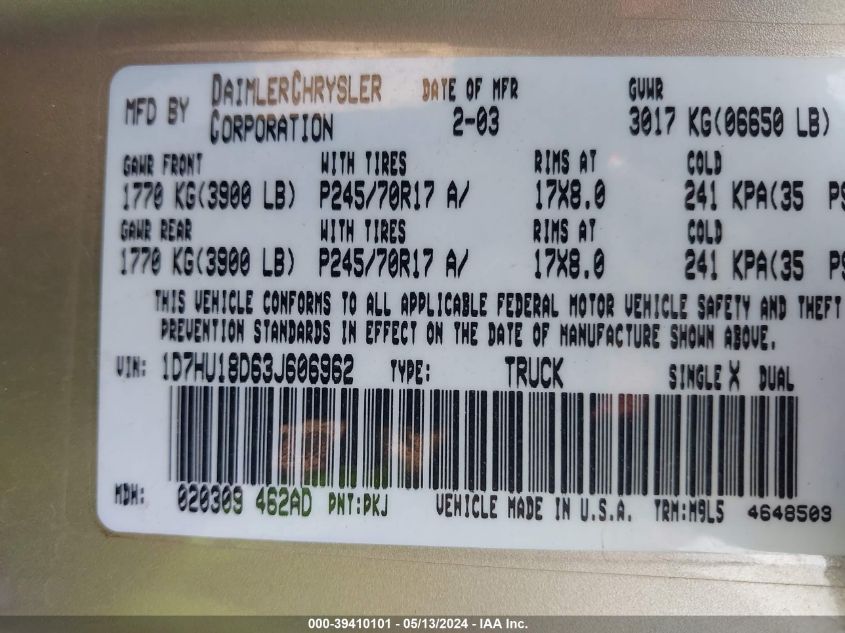 MFD BY DAIMLERCHRYSLER CORPORATION DATE OF MFR 2-03 GVWR 3017 KG(06650 LB)
GAWR FRONT WITH TIRES RIMS AT COLD
1770 KG(3900 LB) P245/70R17 A/ 17X8.0 241 KPA(35 PS
GAWR REAR WITH TIRES RIMS AT COLD
1770 KG(3900 LB) P245/70R17 A/ 17X8.0 241 KPA(35 PS
THIS VEHICLE CONFORMS TO ALL APPLICABLE FEDERAL MOTOR VEHICLE SAFETY AND THEFT
PREVENTION STANDARDS IN EFFECT ON THE DATE OF MANUFACTURE SHOWN ABOVE.
VIN: 1D7HU18D63J606962 TYPE: TRUCK SINGLE X DUAL
MDH: 020309 462AD PNT:PKJ VEHICLE MADE IN U.S.A. TRM:M9L5 4648503
000-39410101 - 05/13/2024 - IAA Inc.